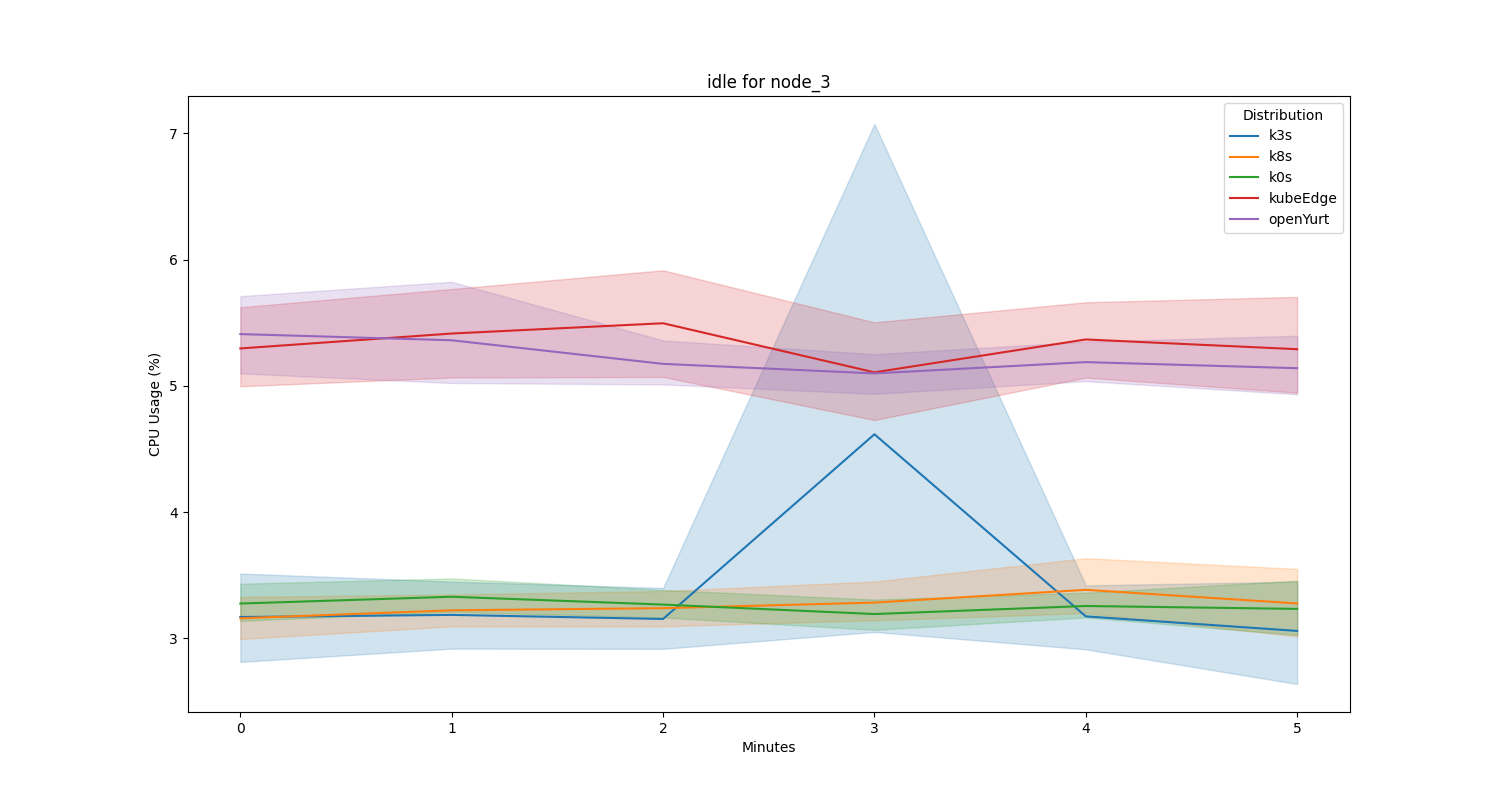 idle for node_3
Distribution
k3s
k8s
k0s
kubeEdge
openYurt
CPU Usage (%)
7
6
5
4
3
0 1 2 3 4 5
Minutes